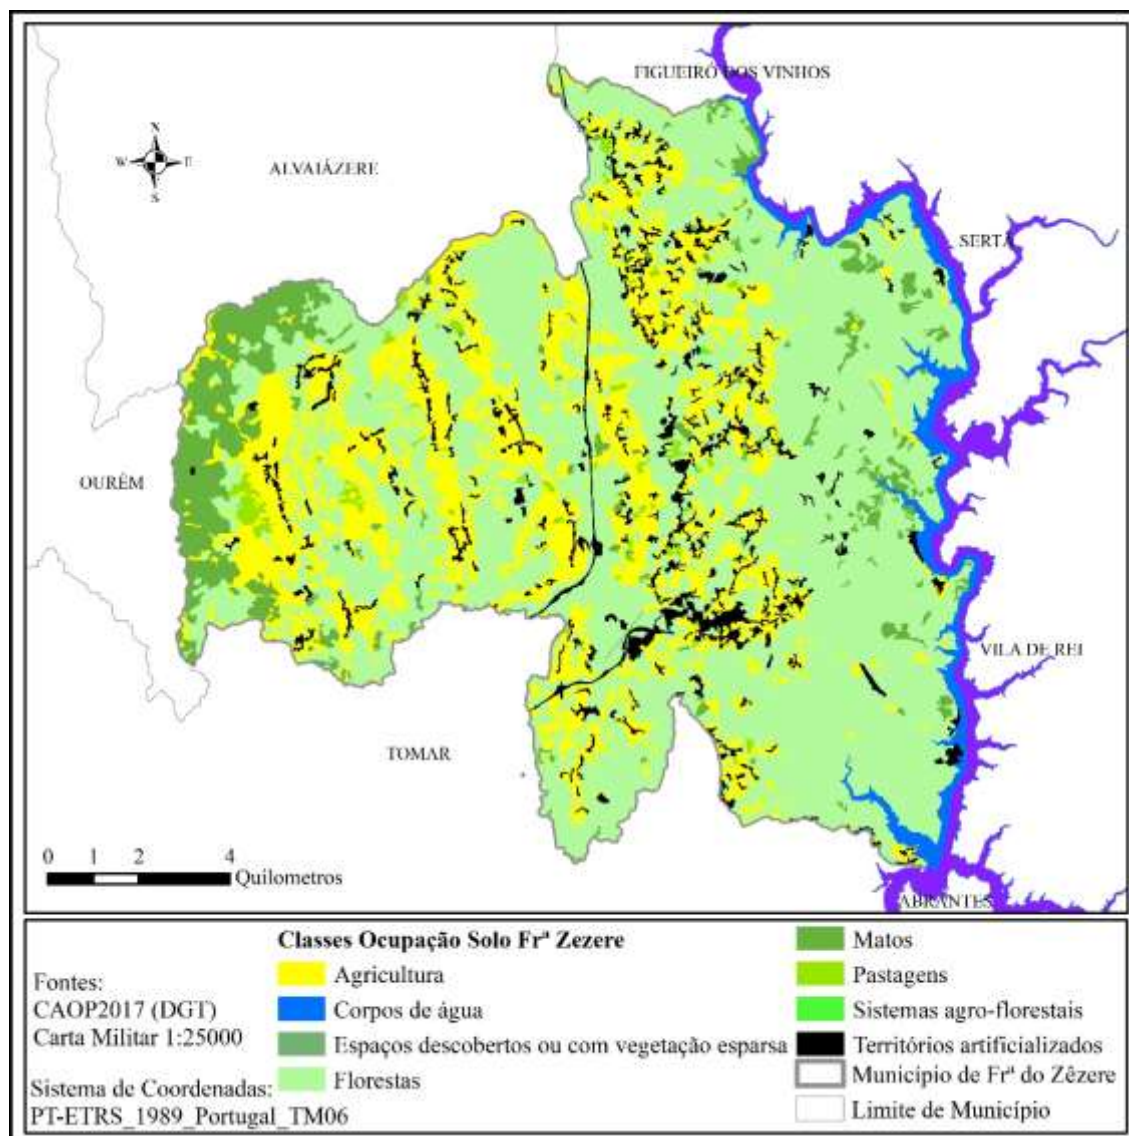 FIGUEIRÓ DOS VINHOS
N
W E
S
ALVAIÁZERE
SERTÃ
OURÉM
VILA DE REI
TOMAR
0 1 2 4
Quilometros
ABRANTES
Classes Ocupação Solo Frª Zezere
Agricultura
Corpos de água
Espaços descobertos ou com vegetação esparsa
Florestas
Matos
Pastagens
Sistemas agro-florestais
Territórios artificializados
Município de Frª do Zêzere
Limite de Município
Fontes:
CAOP2017 (DGT)
Carta Militar 1:25000
Sistema de Coordenadas:
PT-ETRS_1989_Portugal_TM06